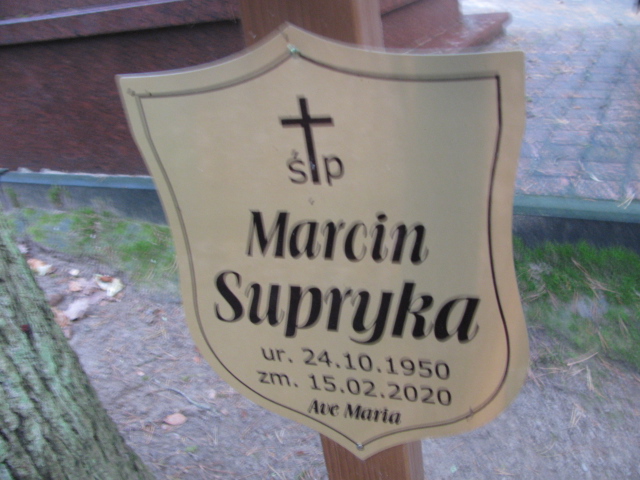 śp
Marcin
Supryka
ur. 24.10.1950
zm. 15.02.2020
Ave Maria